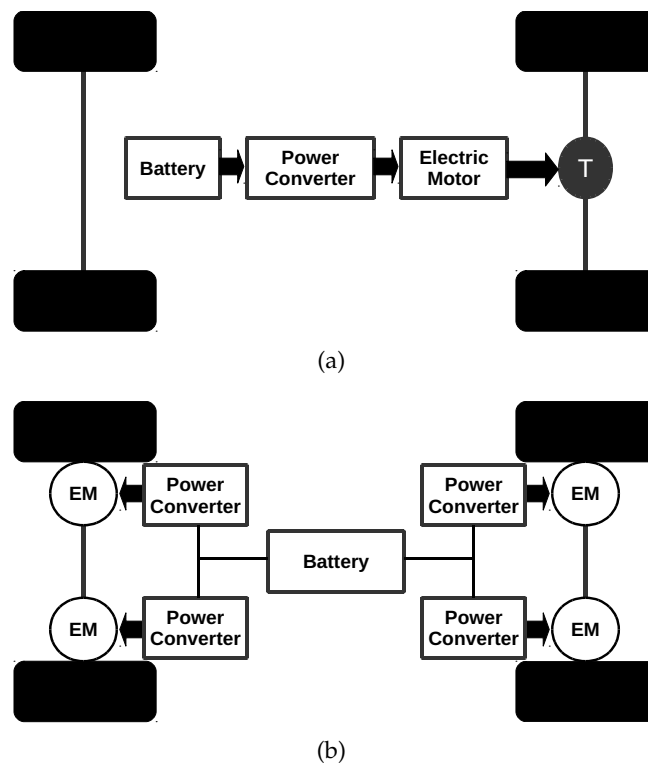 Battery
Power
Converter
Electric
Motor
T
(a)
EM
Power
Converter
Power
Converter
EM
Battery
EM
Power
Converter
Power
Converter
EM
(b)